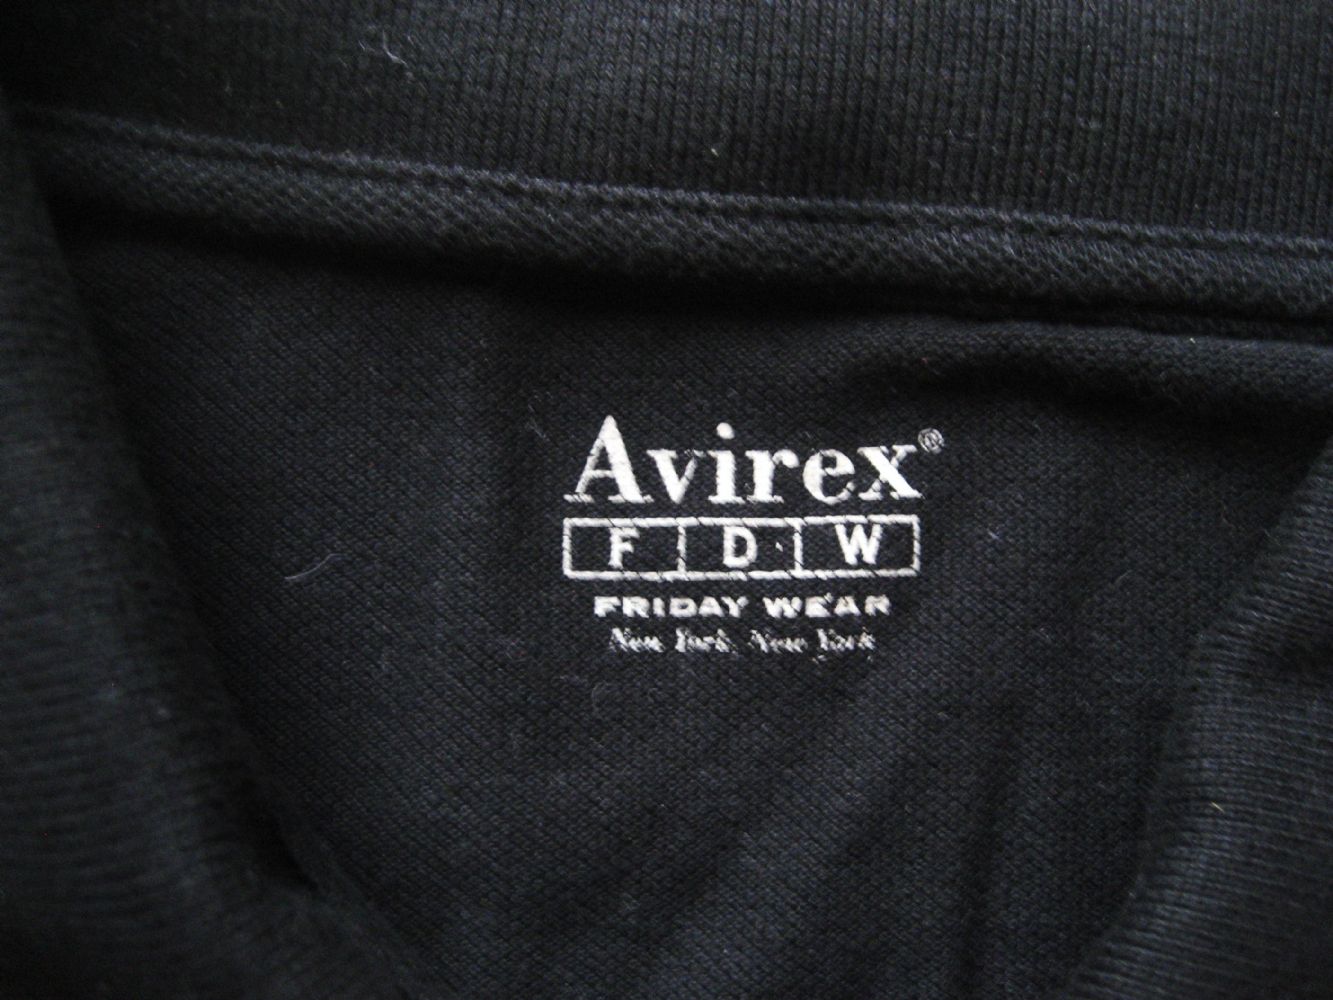 Avirex®
F D W
FRIDAY WEAR
New York, New York